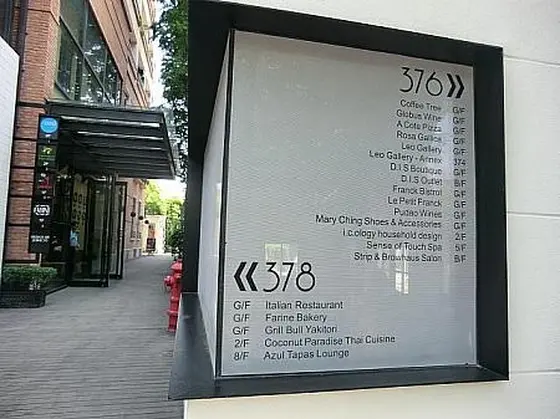 376 »
Coffee Tree G/F
Globus Wine G/F
A Cote Pizza G/F
Rosa Gallica G/F
Leo Gallery G/F
Leo Gallery - Annex 374
D.I.S Boutique G/F
D.I.S Outlet B/F
Franck Bistrot G/F
Le Petit Franck G/F
Pudao Wines G/F
Mary Ching Shoes & Accessories G/F
i.c.ology household design 2/F
Sense of Touch Spa 5/F
Strip & Browhaus Salon B/F
« 378
G/F Italian Restaurant
G/F Farine Bakery
G/F Grill Bull Yakitori
2/F Coconut Paradise Thai Cuisine
8/F Azul Tapas Lounge